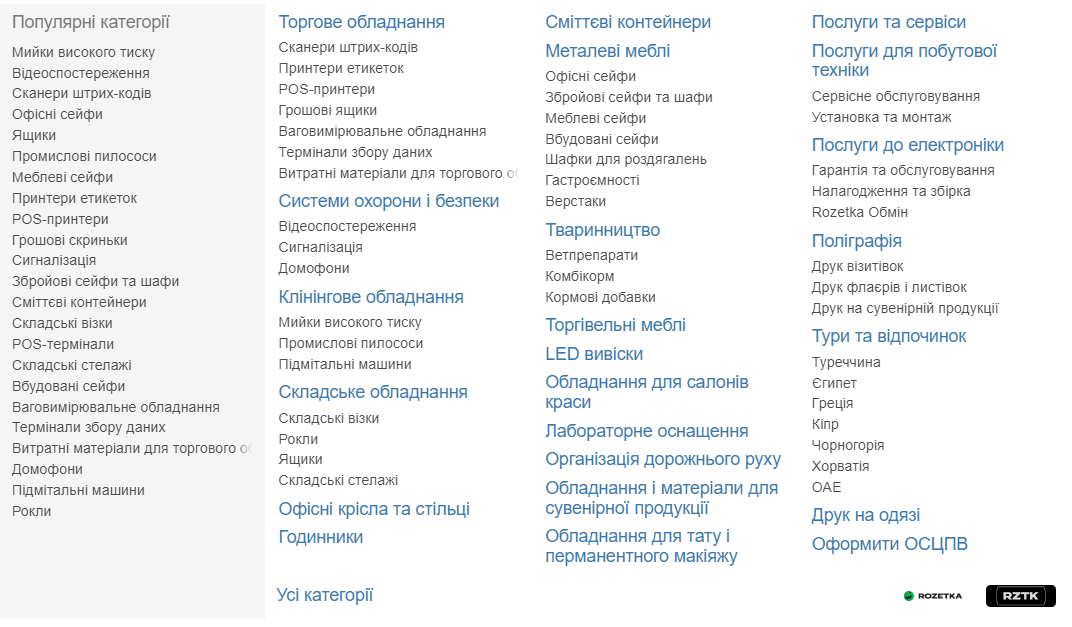 Популярні категорії
Мийки високого тиску
Відеоспостереження
Сканери штрих-кодів
Офісні сейфи
Ящики
Промислові пилососи
Меблеві сейфи
Принтери етикеток
POS-принтери
Грошові скриньки
Сигналізація
Збройові сейфи та шафи
Сміттєві контейнери
Складські візки
POS-термінали
Складські стелажі
Вбудовані сейфи
Ваговимірювальне обладнання
Термінали збору даних
Витратні матеріали для торгового
Домофони
Підмітальні машини
Рокли
Торгове обладнання
Сканери штрих-кодів
Принтери етикеток
POS-принтери
Грошові ящики
Ваговимірювальне обладнання
Термінали збору даних
Витратні матеріали для торгового
Системи охорони і безпеки
Відеоспостереження
Сигналізація
Домофони
Клінінгове обладнання
Мийки високого тиску
Промислові пилососи
Підмітальні машини
Складське обладнання
Складські візки
Рокли
Ящики
Складські стелажі
Офісні крісла та стільці
Годинники
Сміттєві контейнери
Металеві меблі
Офісні сейфи
Збройові сейфи та шафи
Меблеві сейфи
Вбудовані сейфи
Шафки для роздягалень
Гастроємності
Верстаки
Тваринництво
Ветпрепарати
Комбікорм
Кормові добавки
Торгівельні меблі
LED вивіски
Обладнання для салонів
краси
Лабораторне оснащення
Організація дорожнього руху
Обладнання і матеріали для
сувенірної продукції
Обладнання для тату і
перманентного макіяжу
Послуги та сервіси
Послуги для побутової
техніки
Сервісне обслуговування
Установка та монтаж
Послуги до електроніки
Гарантія та обслуговування
Налагодження та збірка
Rozetka Обмін
Поліграфія
Друк візитівок
Друк флаєрів і листівок
Друк на сувенірній продукції
Тури та відпочинок
Туреччина
Єгипет
Греція
Кіпр
Чорногорія
Хорватія
ОАЕ
Друк на одязі
Оформити ОСЦПВ
Усі категорії
ROZETKA
RZTK